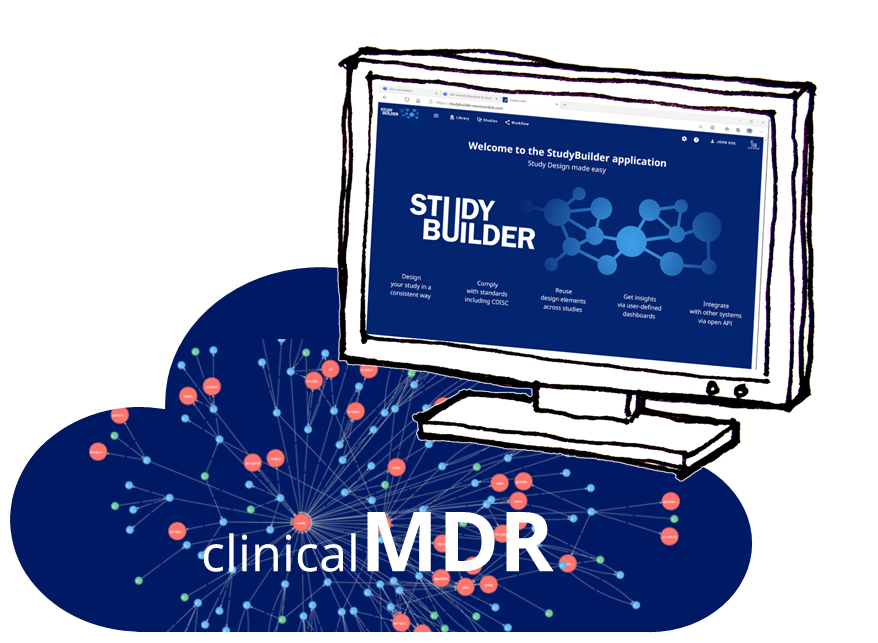 STUDY
BUILDER
Library
Studies
Workflow
JOHN DOE
Welcome to the StudyBuilder application
Study Design made easy
STUDY
BUILDER
Design
your study in a
consistent way
Comply
with standards
including CDISC
Reuse
design elements
across studies
Get insights
via user-defined
dashboards
Integrate
with other systems
via open API
clinicalMDR